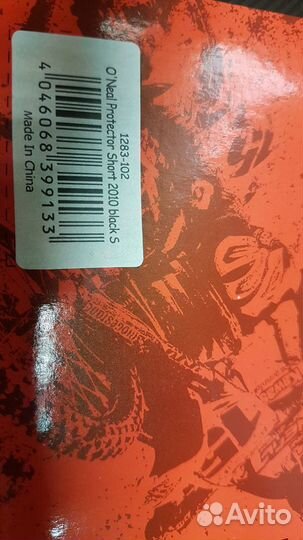 1283-102
O'Neal Protector Short 2010 black S
4 046068 399133
Made In China
Avito